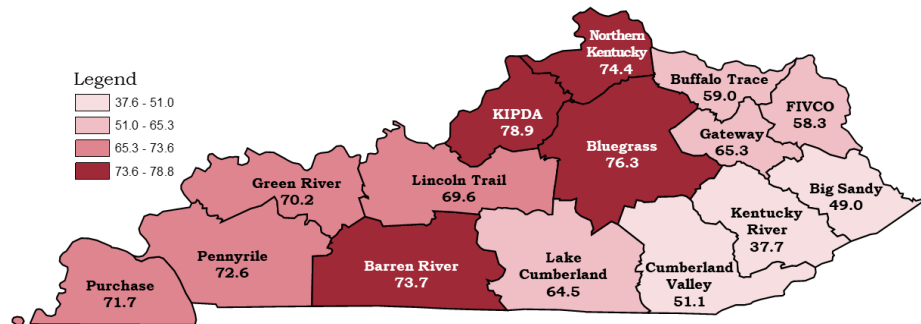 Legend
37.6 - 51.0
51.0 - 65.3
65.3 - 73.6
73.6 - 78.8
Northern
Kentucky
74.4
Buffalo Trace
59.0
FIVCO
58.3
KIPDA
78.9
Gateway
65.3
Bluegrass
76.3
Green River
70.2
Lincoln Trail
69.6
Big Sandy
49.0
Kentucky
River
37.7
Pennyrile
72.6
Barren River
73.7
Lake
Cumberland
64.5
Cumberland
Valley
51.1
Purchase
71.7